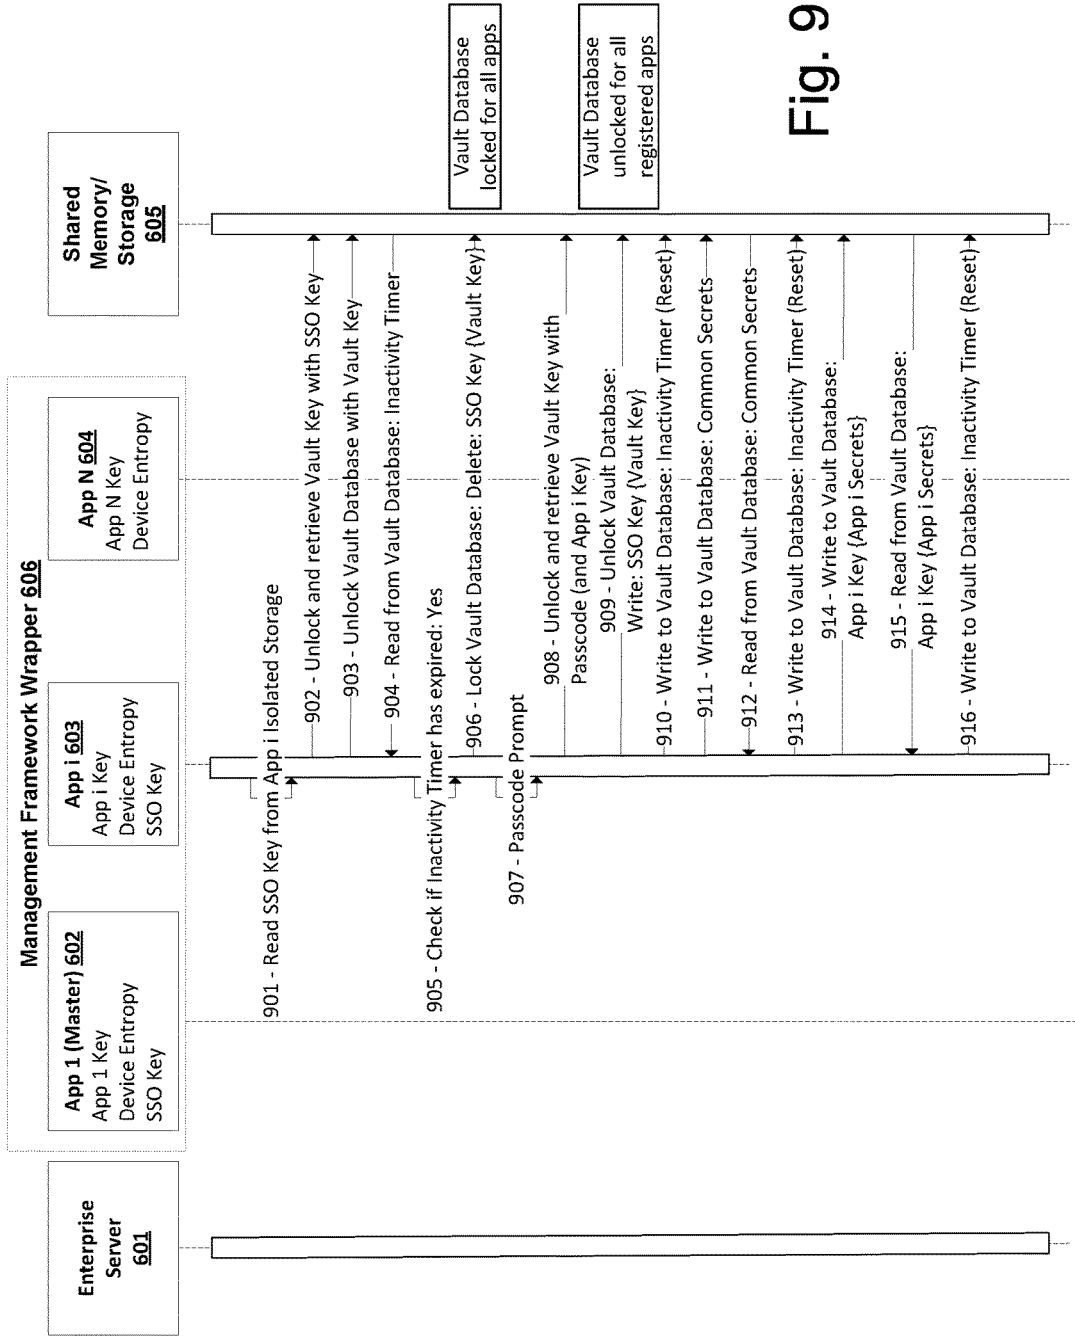 Management Framework Wrapper 606
Enterprise
Server
601
App 1 (Master) 602
App 1 Key
Device Entropy
SSO Key
App i 603
App i Key
Device Entropy
SSO Key
App N 604
App N Key
Device Entropy
Shared
Memory/
Storage
605
901 - Read SSO Key from App i Isolated Storage
902 - Unlock and retrieve Vault Key with SSO Key
903 - Unlock Vault Database with Vault Key
904 - Read from Vault Database: Inactivity Timer
905 - Check if Inactivity Timer has expired: Yes
906 - Lock Vault Database: Delete: SSO Key {Vault Key}
Vault Database
locked for all apps
907 - Passcode Prompt
908 - Unlock and retrieve Vault Key with
Passcode (and App i Key)
909 - Unlock Vault Database:
Write: SSO Key {Vault Key}
Vault Database
unlocked for all
registered apps
910 - Write to Vault Database: Inactivity Timer (Reset)
911 - Write to Vault Database: Common Secrets
912 - Read from Vault Database: Common Secrets
913 - Write to Vault Database: Inactivity Timer (Reset)
914 - Write to Vault Database:
App i Key {App i Secrets}
915 - Read from Vault Database:
App i Key {App i Secrets}
916 - Write to Vault Database: Inactivity Timer (Reset)
Fig. 9